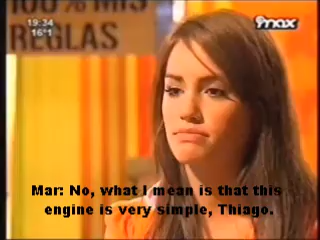 100% MIS
REGLAS
19:34
16°1
max
Mar: No, what I mean is that this
engine is very simple, Thiago.